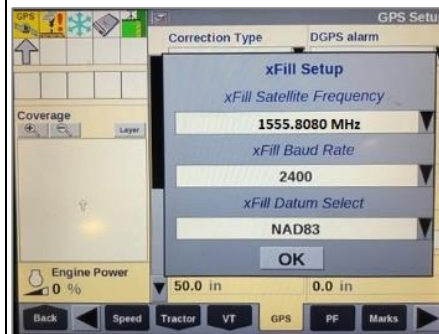 GPS
GPS Setu
Correction Type
DGPS alarm
xFill Setup
xFill Satellite Frequency
1555.8080 MHz
xFill Baud Rate
2400
xFill Datum Select
NAD83
OK
Coverage
Layer
Engine Power
0 %
50.0 in
0.0 in
Back
Speed
Tractor
VT
GPS
PF
Marks